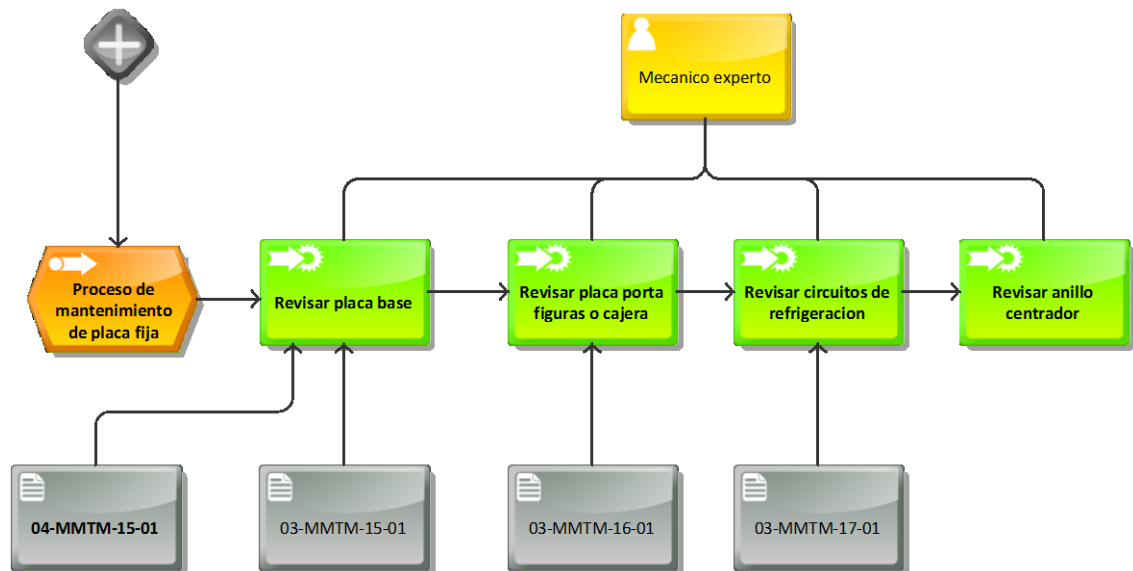 Mecanico experto
Proceso de
mantenimiento
de placa fija
Revisar placa base
Revisar placa porta
figuras o cajera
Revisar circuitos de
refrigeracion
Revisar anillo
centrador
04-MMTM-15-01
03-MMTM-15-01
03-MMTM-16-01
03-MMTM-17-01